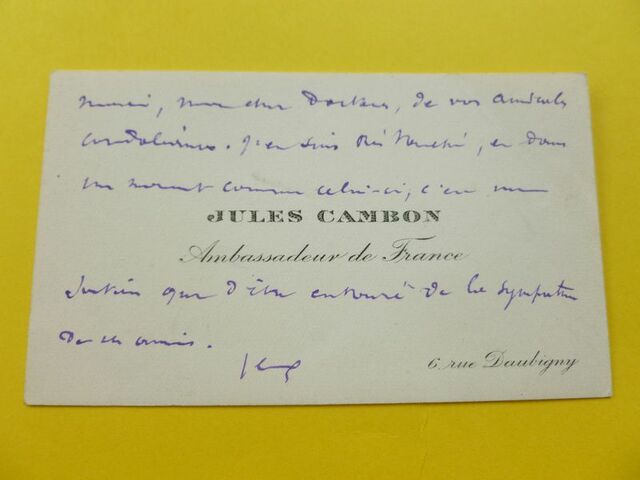 merci, mon cher Docteur, de vos amicales
condoléances. J'en suis très touché, et dans
un moment comme celui-ci, c'est un
JULES CAMBON
Ambassadeur de France
soutien que d'être entouré de la sympathie
de ses amis.
6 rue Daubigny